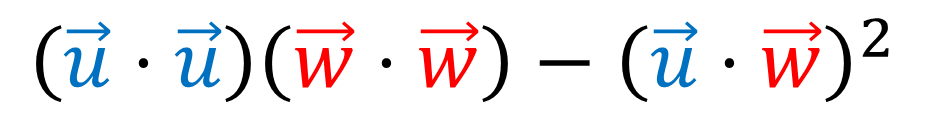 (u⃗ · u⃗)(w⃗ · w⃗) − (u⃗ · w⃗)²